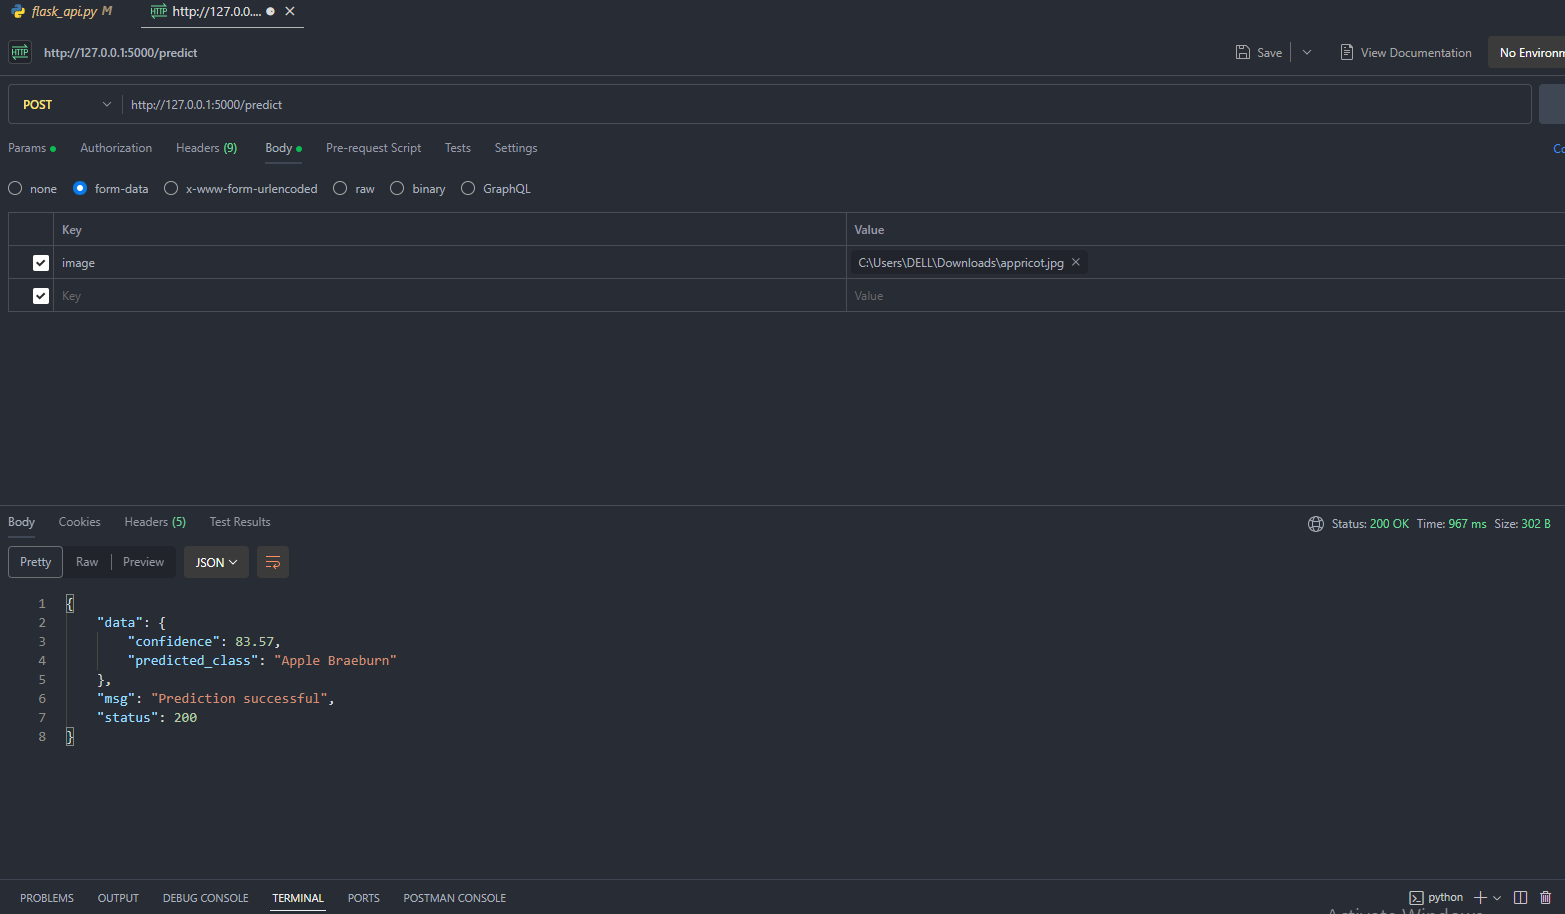 flask_api.py M
HTTP http://127.0.0....
HTTP http://127.0.0.1:5000/predict
Save
View Documentation
No Environm
POST http://127.0.0.1:5000/predict
Params Authorization Headers (9) Body Pre-request Script Tests Settings
Co
none form-data x-www-form-urlencoded raw binary GraphQL
Key Value
image C:\Users\DELL\Downloads\appricot.jpg
Key Value
Body Cookies Headers (5) Test Results
Status: 200 OK Time: 967 ms Size: 302 B
Pretty Raw Preview JSON
1 {
2 "data": {
3 "confidence": 83.57,
4 "predicted_class": "Apple Braeburn"
5 },
6 "msg": "Prediction successful",
7 "status": 200
8 }
PROBLEMS OUTPUT DEBUG CONSOLE TERMINAL PORTS POSTMAN CONSOLE
python
Activate Windows